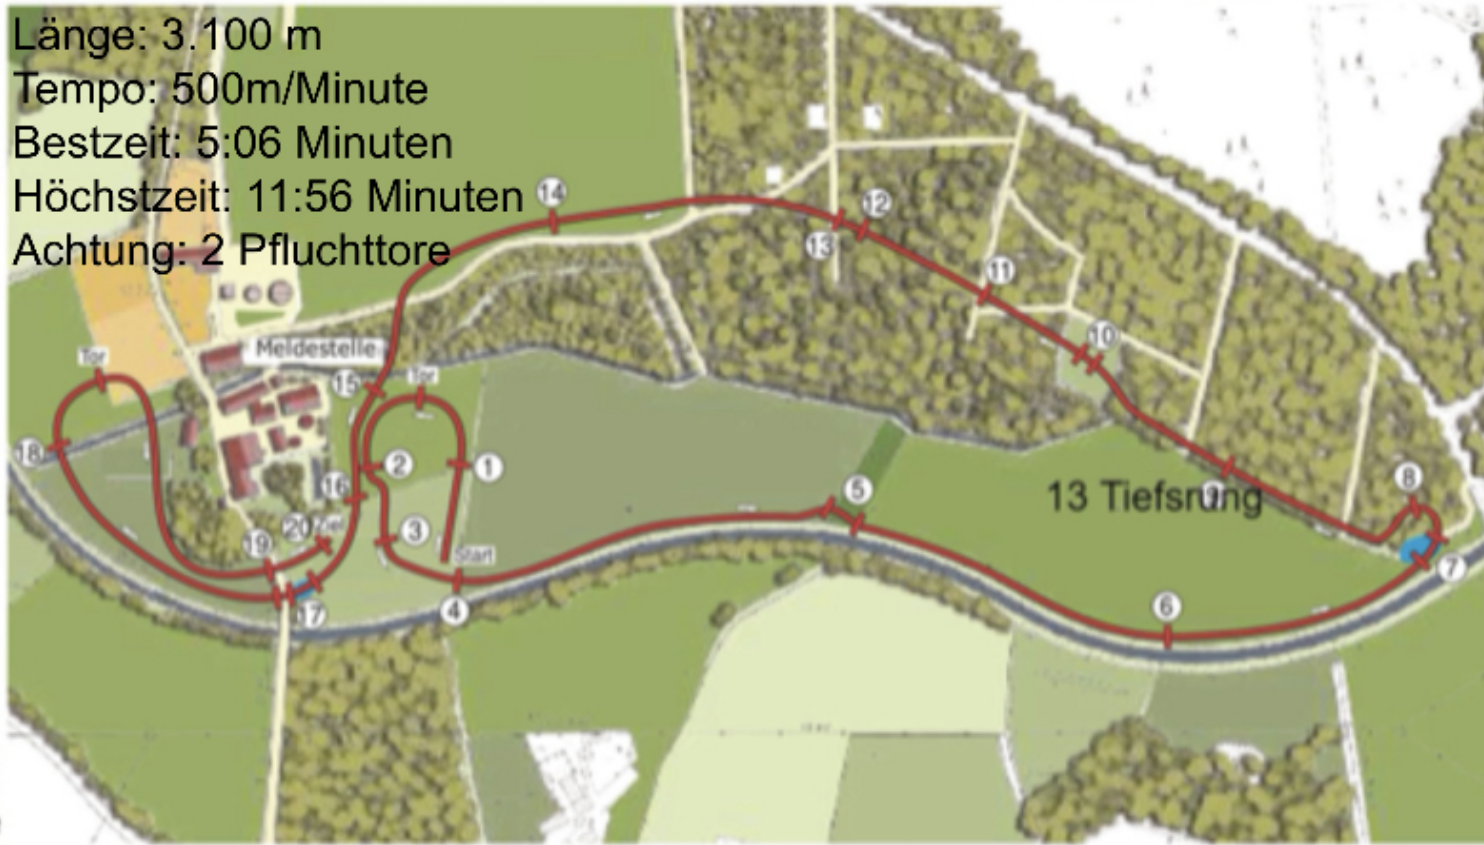 Länge: 3.100 m
Tempo: 500m/Minute
Bestzeit: 5:06 Minuten
Höchstzeit: 11:56 Minuten
Achtung: 2 Pfluchttore
14
12
13
11
10
Meldestelle
Tor
15
Tor
18
2
1
16
5
8
9
13 Tiefsrung
20 Ziel
19
3
Start
7
17
4
6